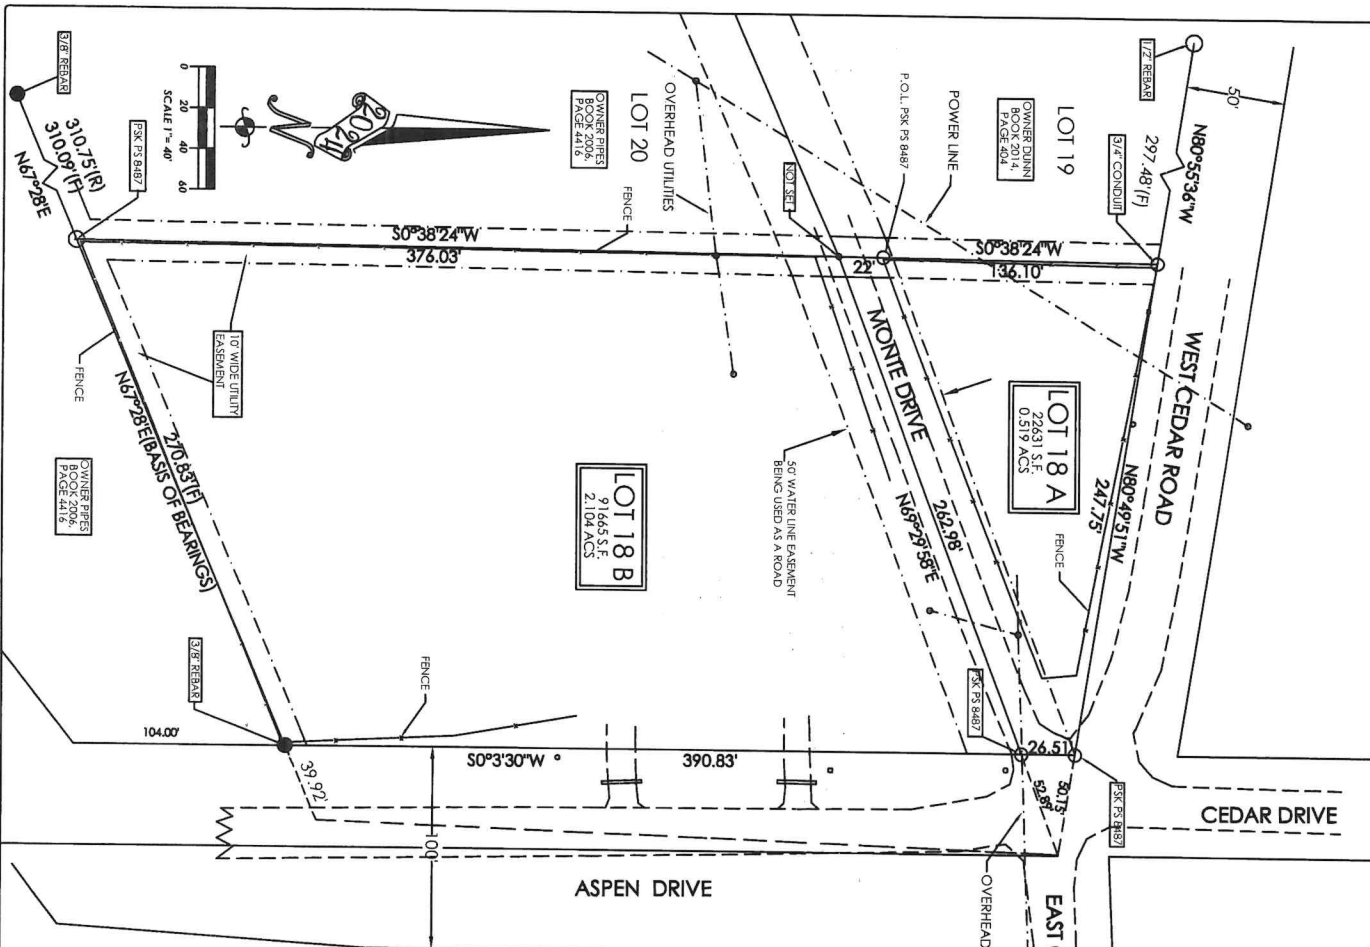 3/8" REBAR
310.75'(R)
310.09'(F)
N67°28'E
PSK PS 8487
0 20 40 60
SCALE 1"= 40'
2024
OWNER PIPES
BOOK 2006,
PAGE 4416
LOT 20
OVERHEAD UTILITIES
FENCE
S0°38'24"W
376.03'
NOT SET
22'
P.O.L. PSK PS 8487
POWER LINE
OWNER DUNN
BOOK 2014,
PAGE 404
LOT 19
1/2" REBAR
50'
N80°55'36"W
297.48'(F)
3/4" CONDUIT
S0°38'24"W
136.10'
WEST CEDAR ROAD
MONTE DRIVE
LOT 18 A
22631 S.F.
0.519 ACS
N80°49'51"W
247.75'
FENCE
10' WIDE UTILITY
EASEMENT
FENCE
270.83'(F)
N67°28'E(BASIS OF BEARINGS)
OWNER PIPES
BOOK 2006,
PAGE 4416
LOT 18 B
91665 S.F.
2.104 ACS
50' WATER LINE EASEMENT
BEING USED AS A ROAD
262.98'
N69°29'58"E
3/8" REBAR
FENCE
PSK PS 8487
26.51
104.00'
S0°3'30"W
390.83'
39.92'
50.15'
52.89'
PSK PS 8487
CEDAR DRIVE
100
ASPEN DRIVE
OVERHEAD
EAST